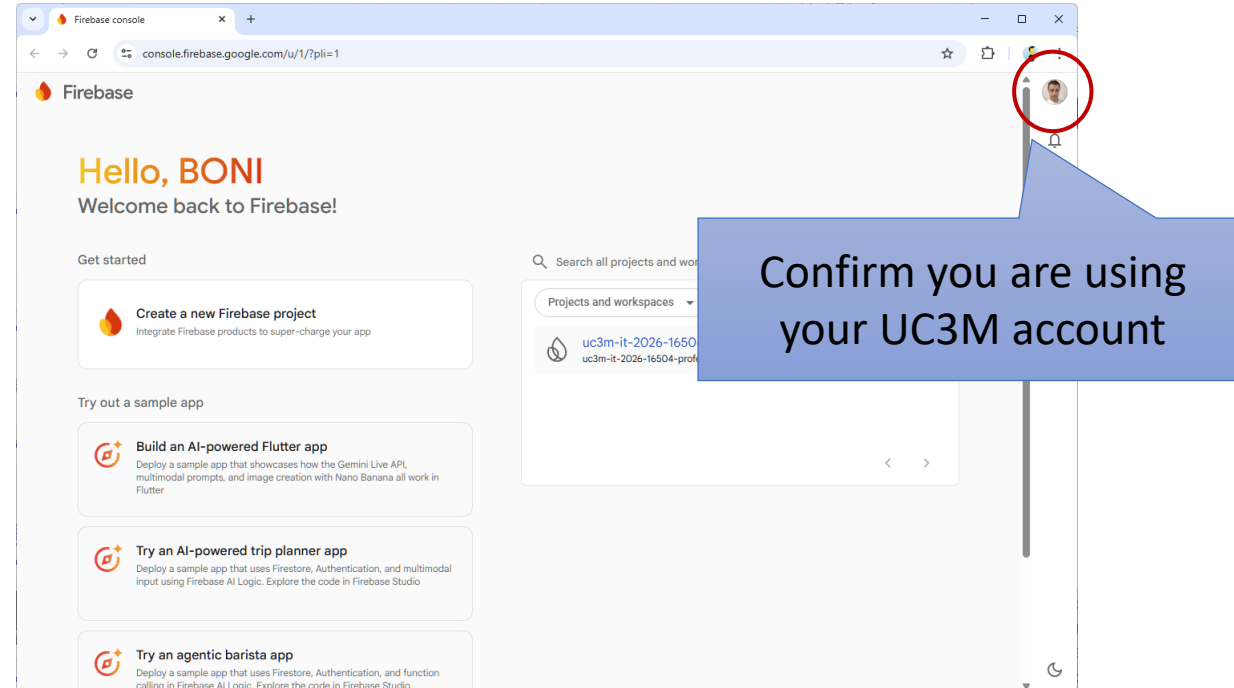 Firebase console
console.firebase.google.com/u/1/?pli=1
Firebase
Hello, BONI
Welcome back to Firebase!
Get started
Create a new Firebase project
Integrate Firebase products to super-charge your app
Try out a sample app
Build an AI-powered Flutter app
Deploy a sample app that showcases how the Gemini Live API,
multimodal prompts, and image creation with Nano Banana all work in
Flutter
Try an AI-powered trip planner app
Deploy a sample app that uses Firestore, Authentication, and multimodal
input using Firebase AI Logic. Explore the code in Firebase Studio
Try an agentic barista app
Deploy a sample app that uses Firestore, Authentication, and function
calling in Firebase AI Logic. Explore the code in Firebase Studio
Search all projects and wor
Projects and workspaces
uc3m-it-2026-1650
uc3m-it-2026-16504-profe
Confirm you are using
your UC3M account